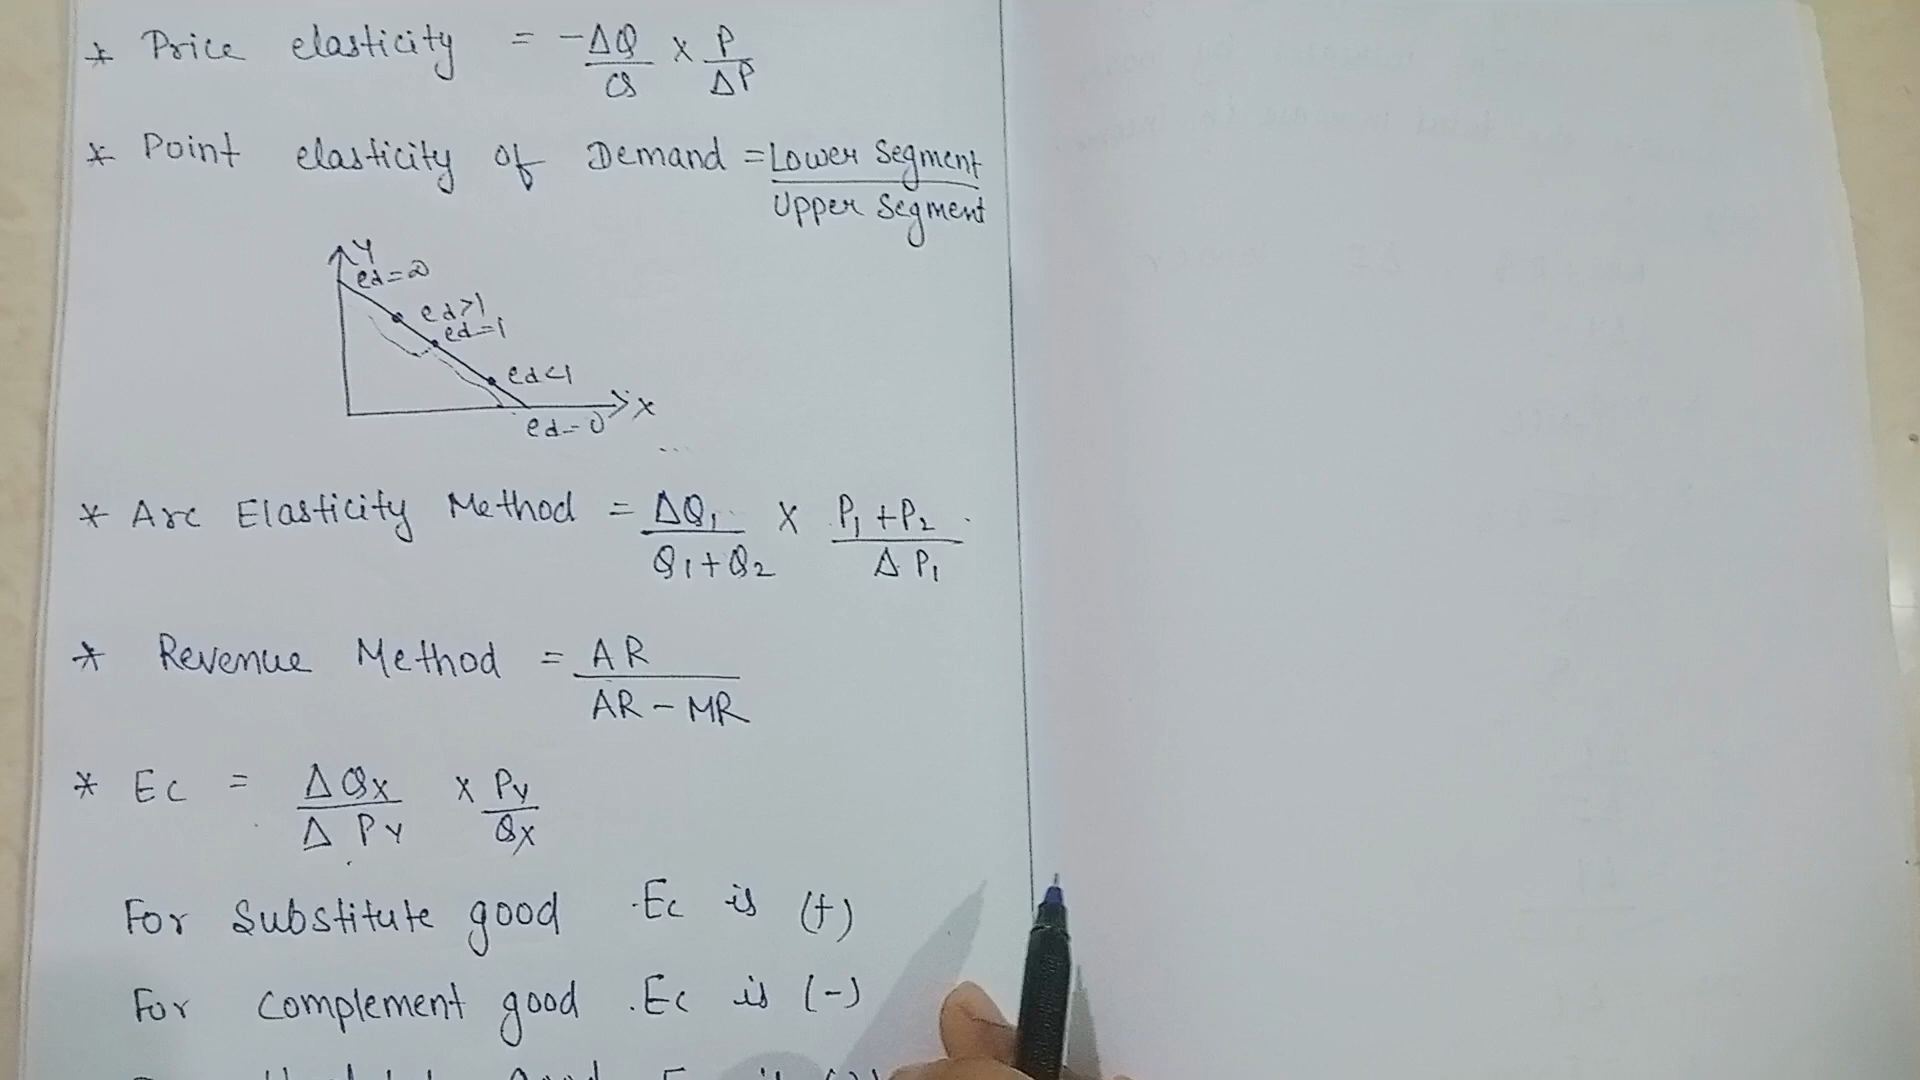 * Price elasticity = -ΔQ/Q × P/ΔP
* Point elasticity of Demand = Lower Segment/Upper Segment
Y
ed=∞
ed>1
ed=1
ed<1
X
ed=0
* Arc Elasticity Method = ΔQ1/Q1+Q2 × P1+P2/ΔP1
* Revenue Method = AR/AR-MR
* Ec = ΔQx/ΔPy × Py/Qx
For Substitute good Ec is (+)
For complement good Ec is (-)